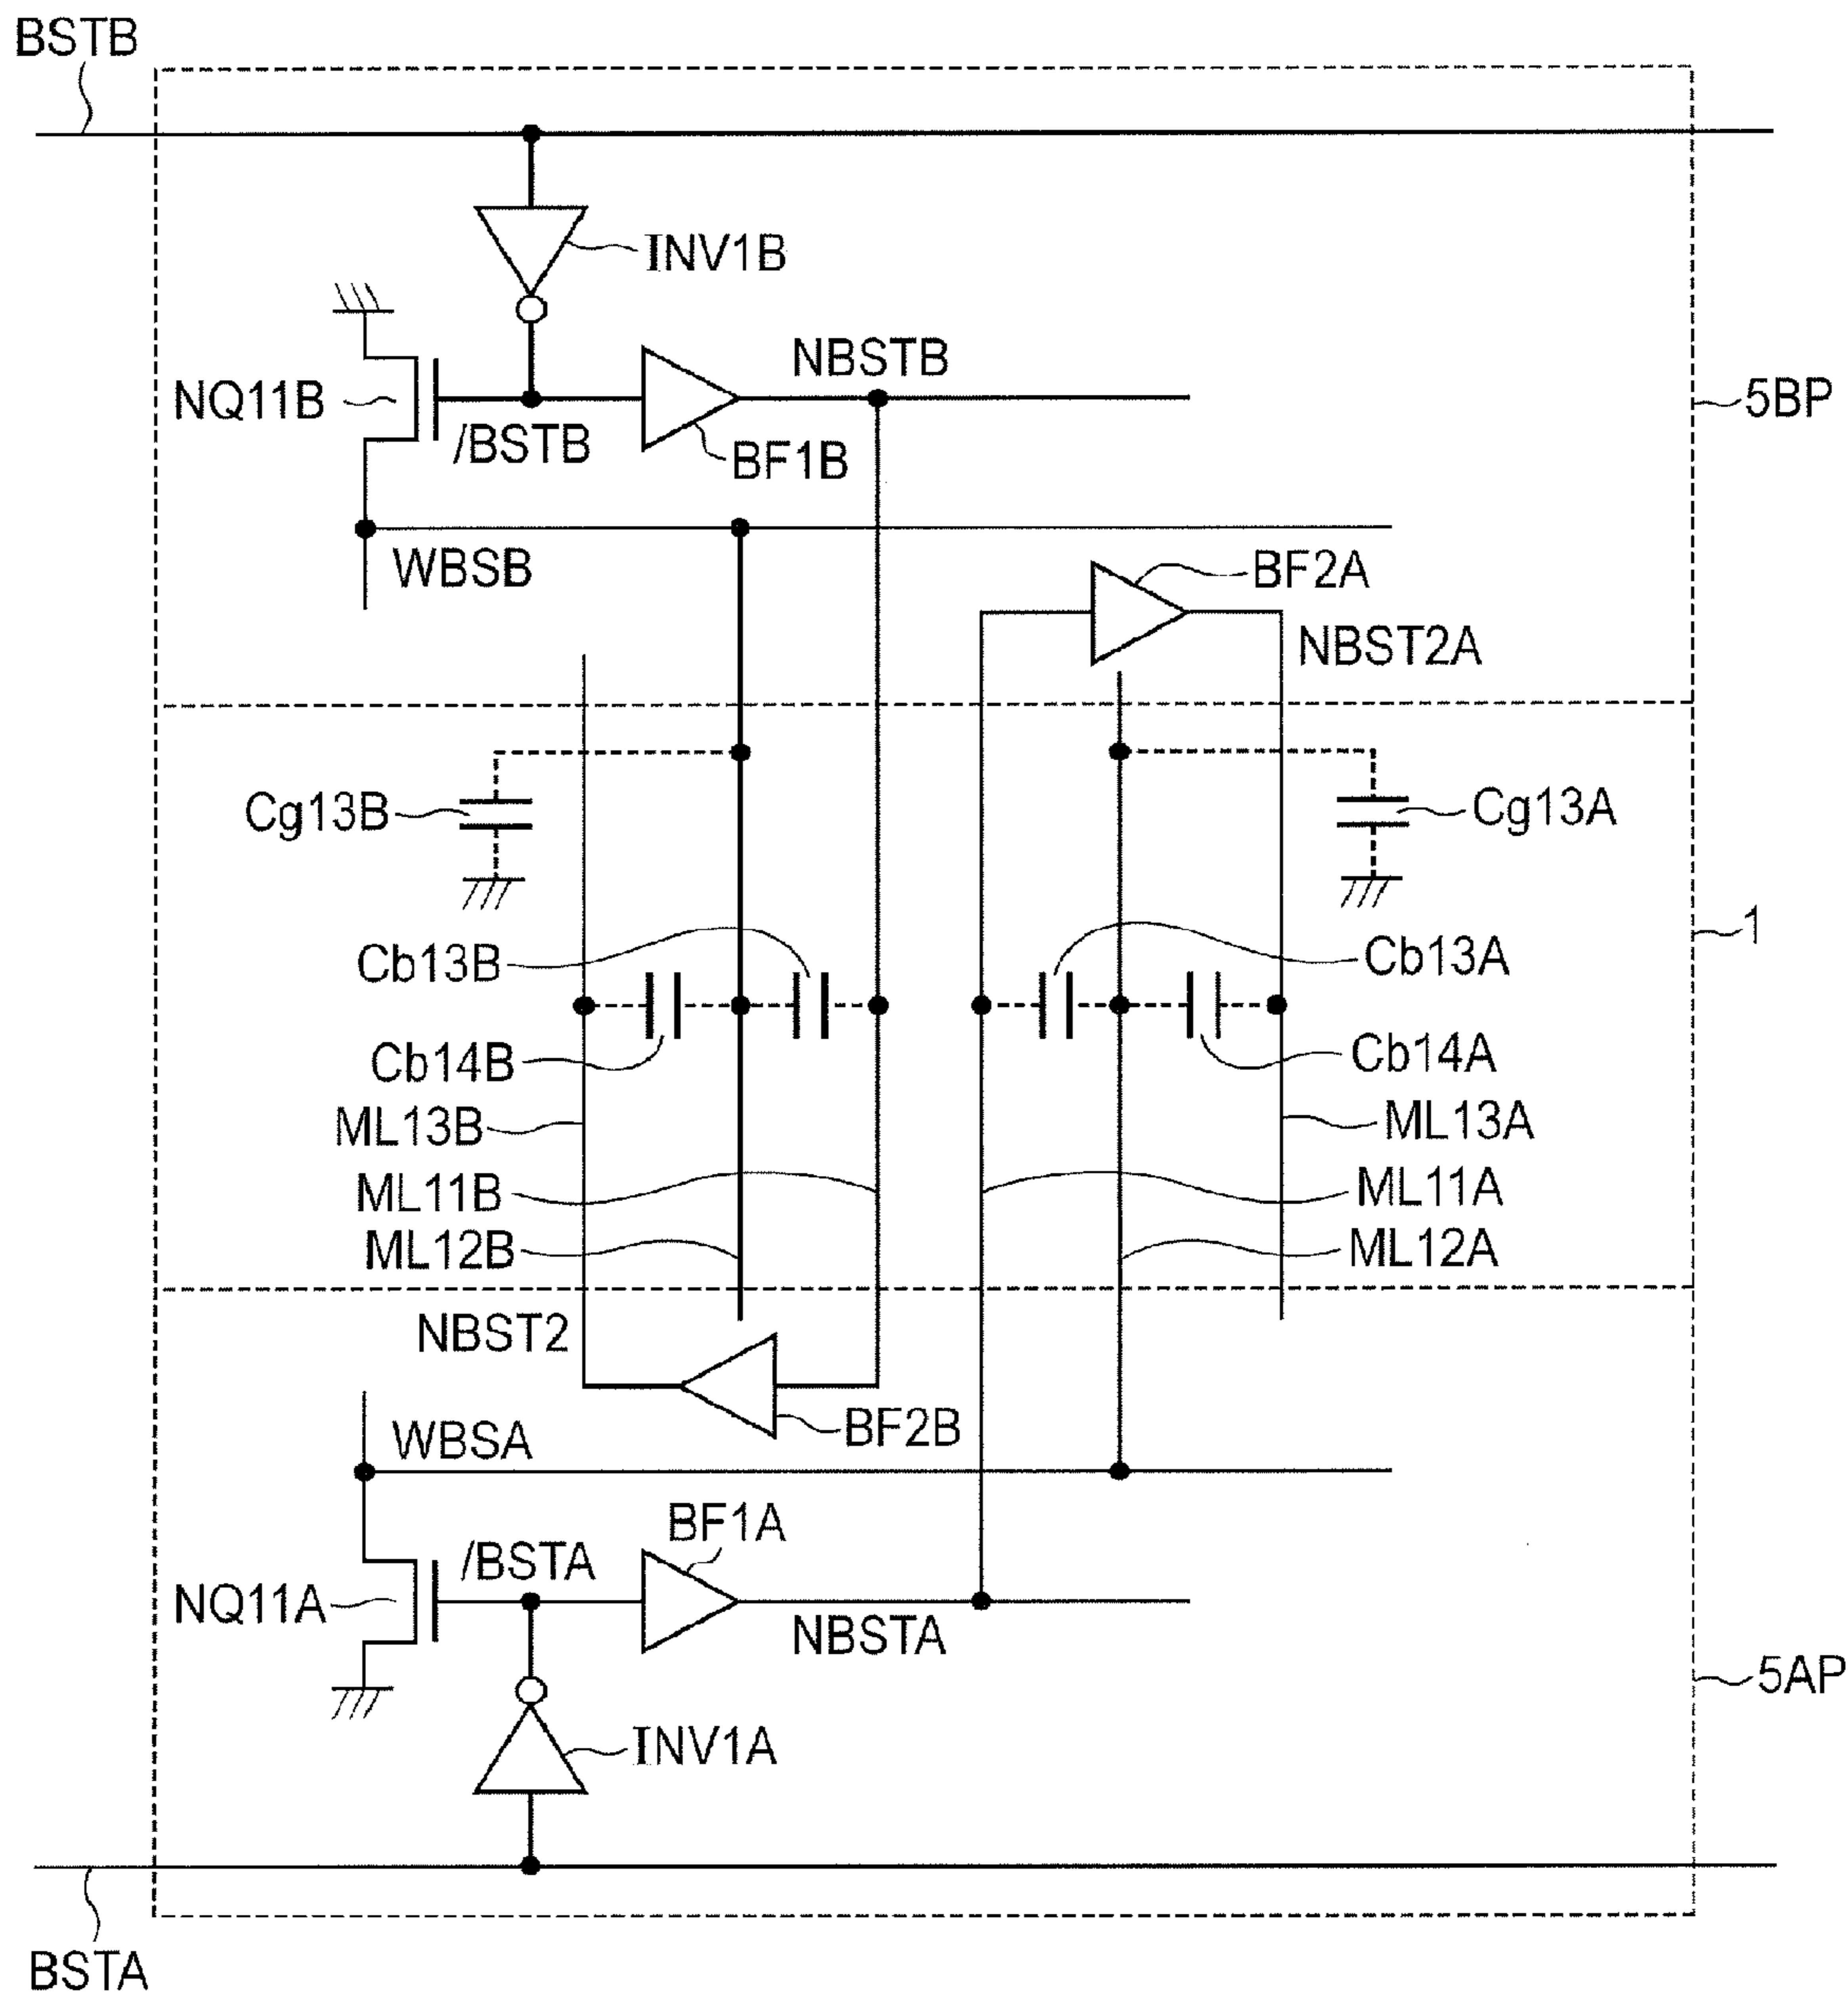 BSTB
INV1B
NBSTB
NQ11B
5BP
/BSTB
BF1B
WBSB
BF2A
NBST2A
Cg13B
Cg13A
1
Cb13B
Cb13A
Cb14B
Cb14A
ML13B
ML13A
ML11B
ML11A
ML12B
ML12A
NBST2
BF2B
WBSA
BF1A
/BSTA
NQ11A
NBSTA
5AP
INV1A
BSTA